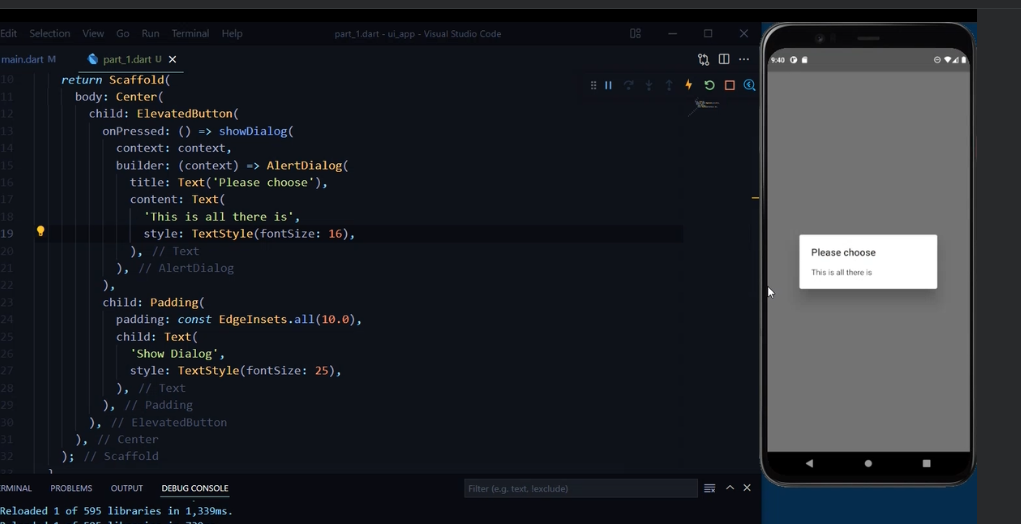 Edit Selection View Go Run Terminal Help
part_1.dart - ui_app - Visual Studio Code
main.dart M
part_1.dart U
10 return Scaffold(
11 body: Center(
12 child: ElevatedButton(
13 onPressed: () => showDialog(
14 context: context,
15 builder: (context) => AlertDialog(
16 title: Text('Please choose'),
17 content: Text(
18 'This is all there is',
19 style: TextStyle(fontSize: 16),
20 ), // Text
21 ), // AlertDialog
22 ),
23 child: Padding(
24 padding: const EdgeInsets.all(10.0),
25 child: Text(
26 'Show Dialog',
27 style: TextStyle(fontSize: 25),
28 ), // Text
29 ), // Padding
30 ), // ElevatedButton
31 ), // Center
32 ); // Scaffold
RMINAL PROBLEMS OUTPUT DEBUG CONSOLE
Filter (e.g. text, !exclude)
Reloaded 1 of 595 libraries in 1,339ms.
9:40
Please choose
This is all there is